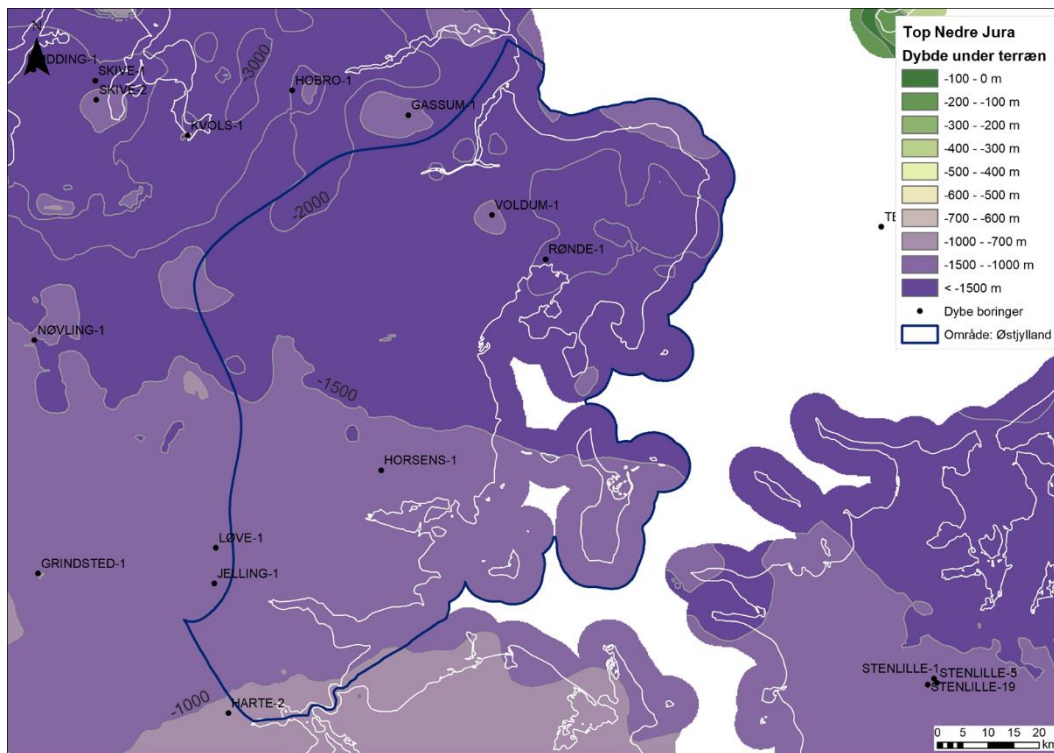 N
SKIVE-1
SKIVE-2
KVOLS-1
-3000
HOBRO-1
GASSUM-1
-2000
VOLDUM-1
RØNDE-1
NØVLING-1
-1500
HORSENS-1
LØVE-1
GRINDSTED-1
JELLING-1
-1000
HARTE-2
STENLILLE-1
STENLILLE-5
STENLILLE-19
Top Nedre Jura
Dybde under terræn
-100 - 0 m
-200 - -100 m
-300 - -200 m
-400 - -300 m
-500 - -400 m
-600 - -500 m
-700 - -600 m
-1000 - -700 m
-1500 - -1000 m
< -1500 m
Dybe boringer
Område: Østjylland
0 5 10 15 20
km